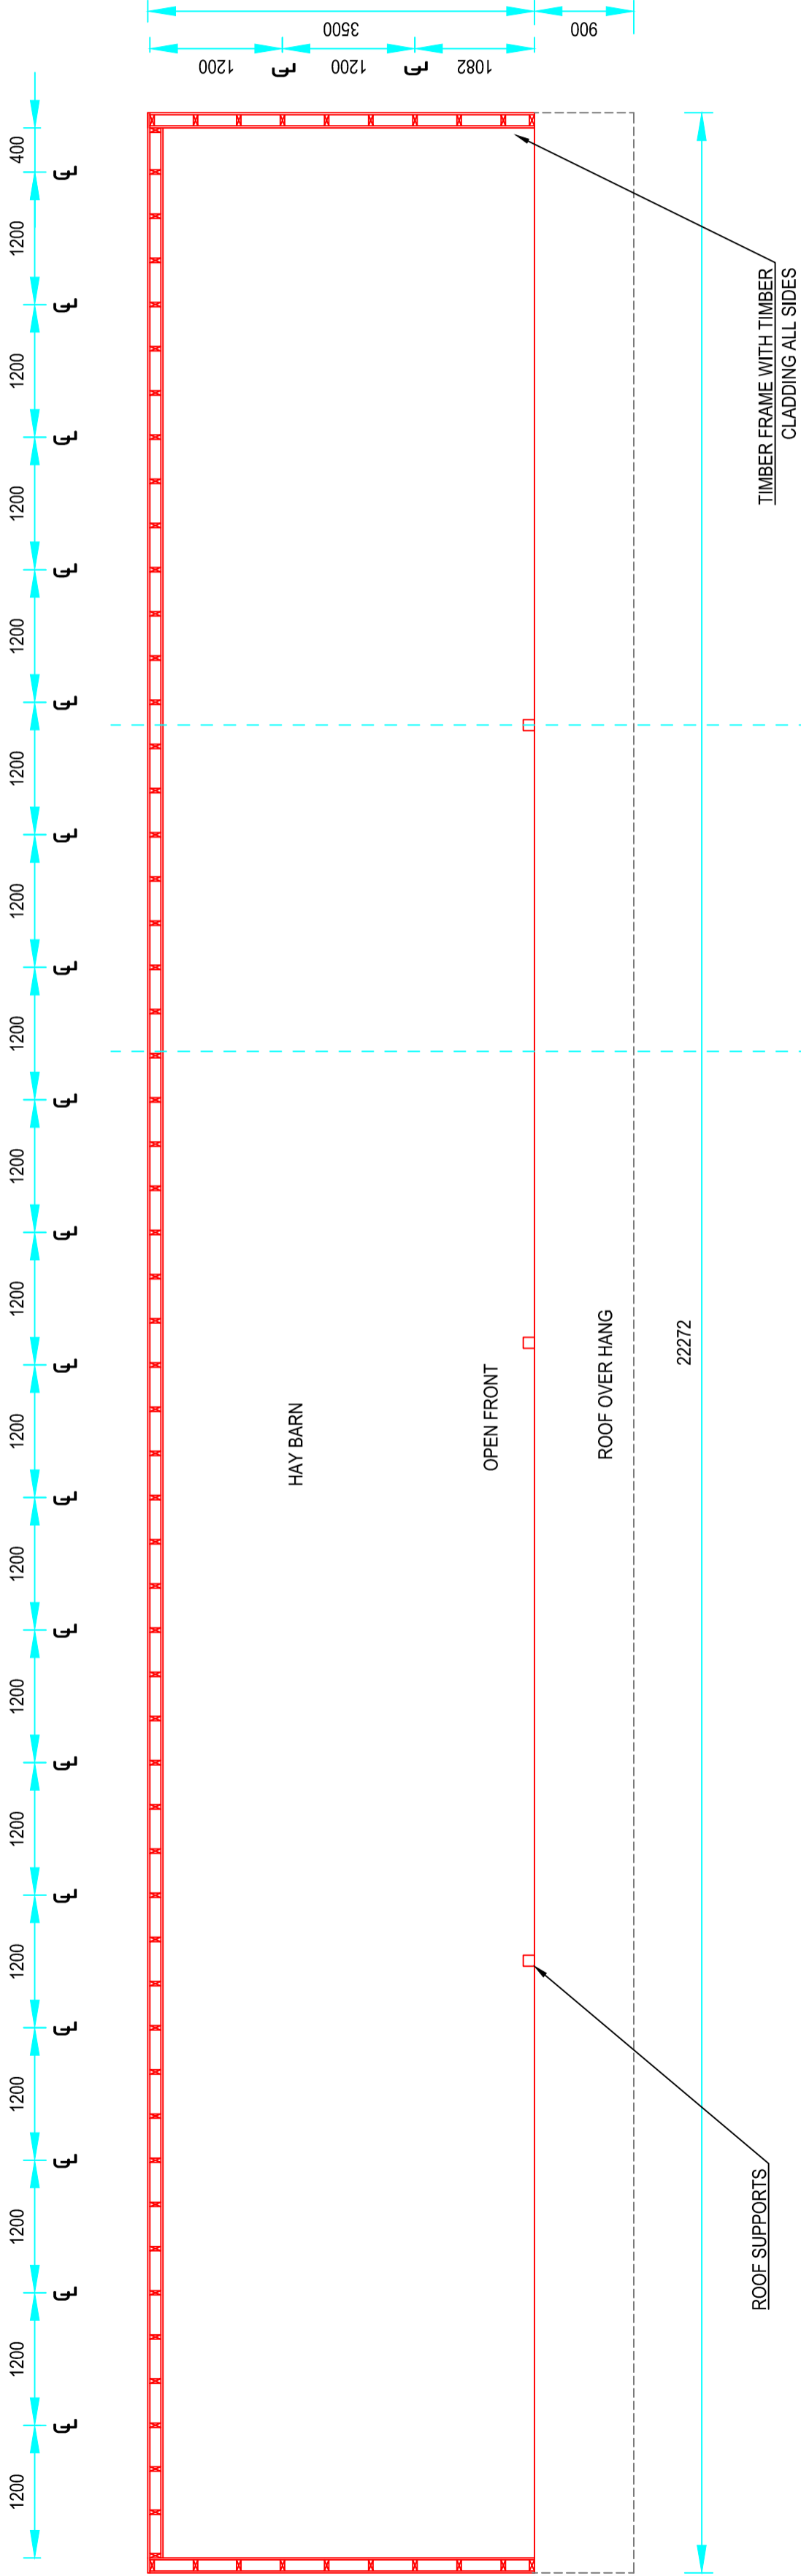 1200 1200 1200 1200 1200 1200 1200 1200 1200 1200 1200 1200 1200 1200 1200 1200 1200 1200 400
1200
HAY BARN
1200
3500
1082
OPEN FRONT
900
ROOF OVER HANG
22272
ROOF SUPPORTS
TIMBER FRAME WITH TIMBER
CLADDING ALL SIDES